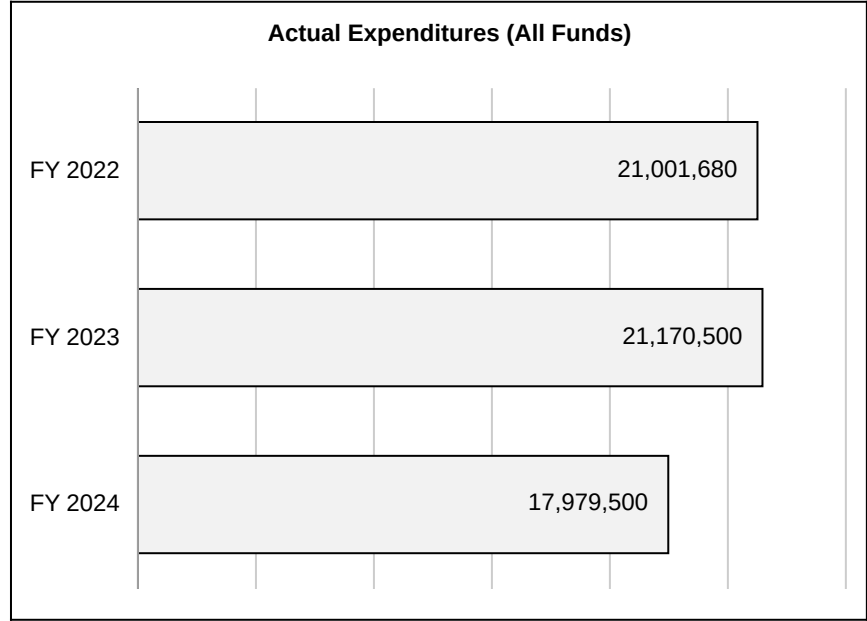 Actual Expenditures (All Funds)
FY 2022
21,001,680
FY 2023
21,170,500
FY 2024
17,979,500